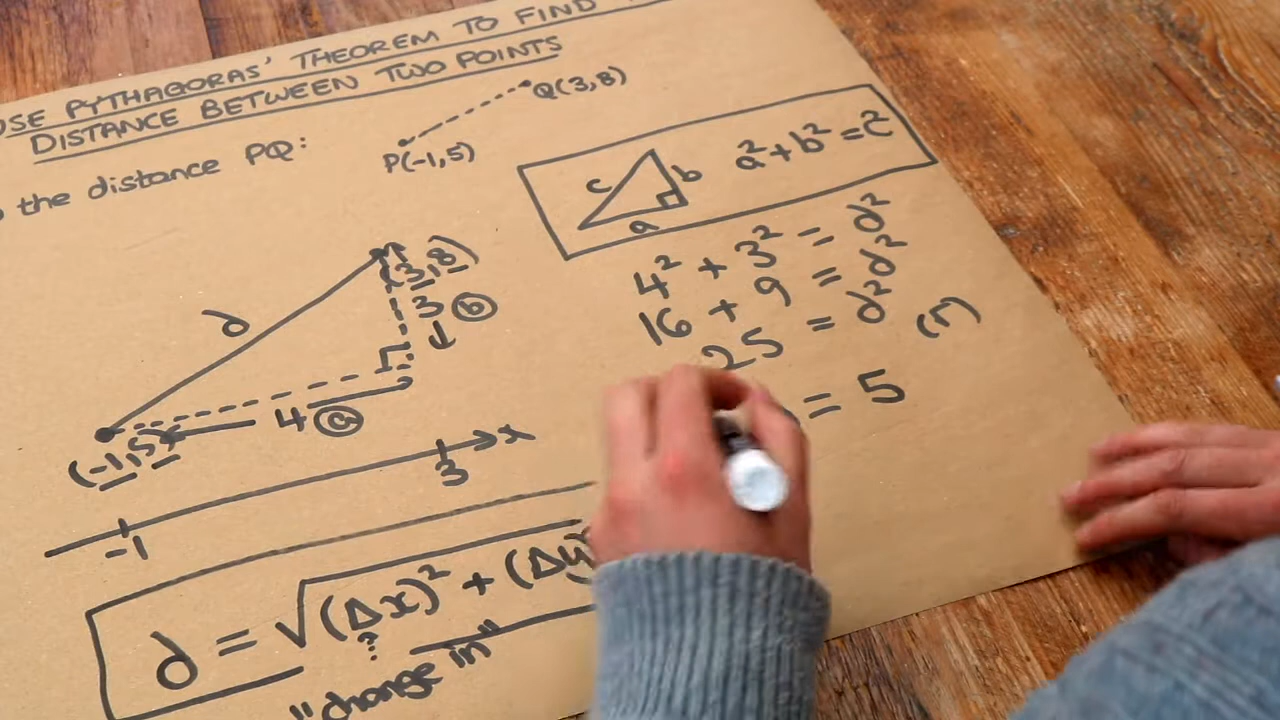 USE PYTHAGORAS' THEOREM TO FIND
DISTANCE BETWEEN TWO POINTS
the distance PQ:
Q(3,8)
P(-1,5)
c b a
a² + b² = c²
4² + 3² = d²
16 + 9 = d²
25 = d²
(r)
= 5
(3,8)
3 b
d
4 a
(-1,5)
x
3
-1
d = √(Δx)² + (Δy)
"change in"